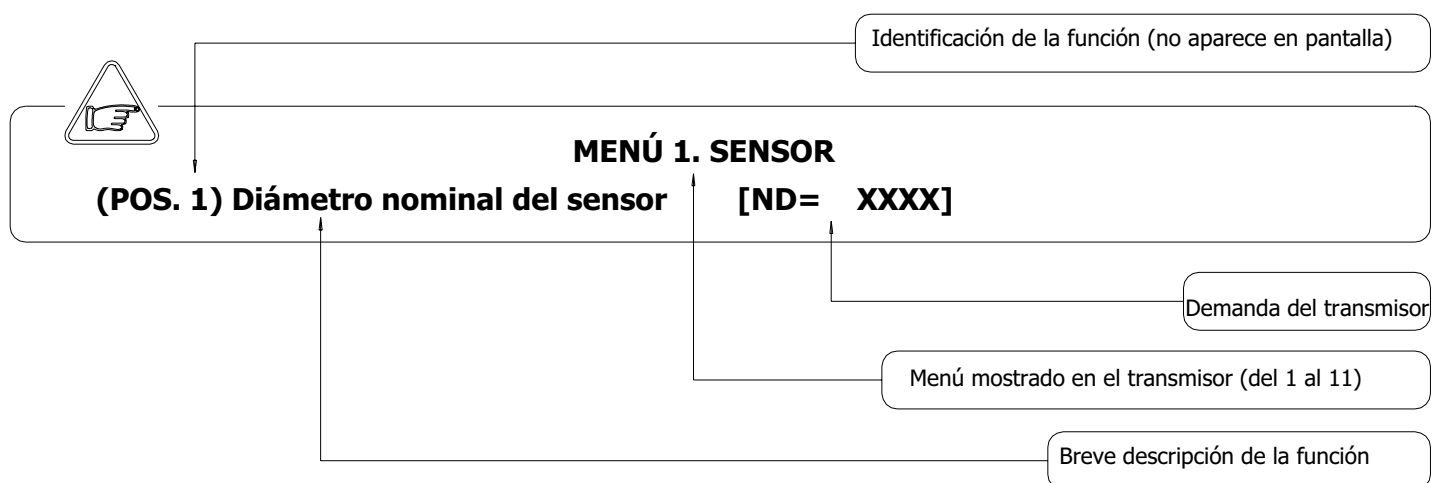 Identificación de la función (no aparece en pantalla)
MENÚ 1. SENSOR
(POS. 1) Diámetro nominal del sensor [ND= XXXX]
Demanda del transmisor
Menú mostrado en el transmisor (del 1 al 11)
Breve descripción de la función